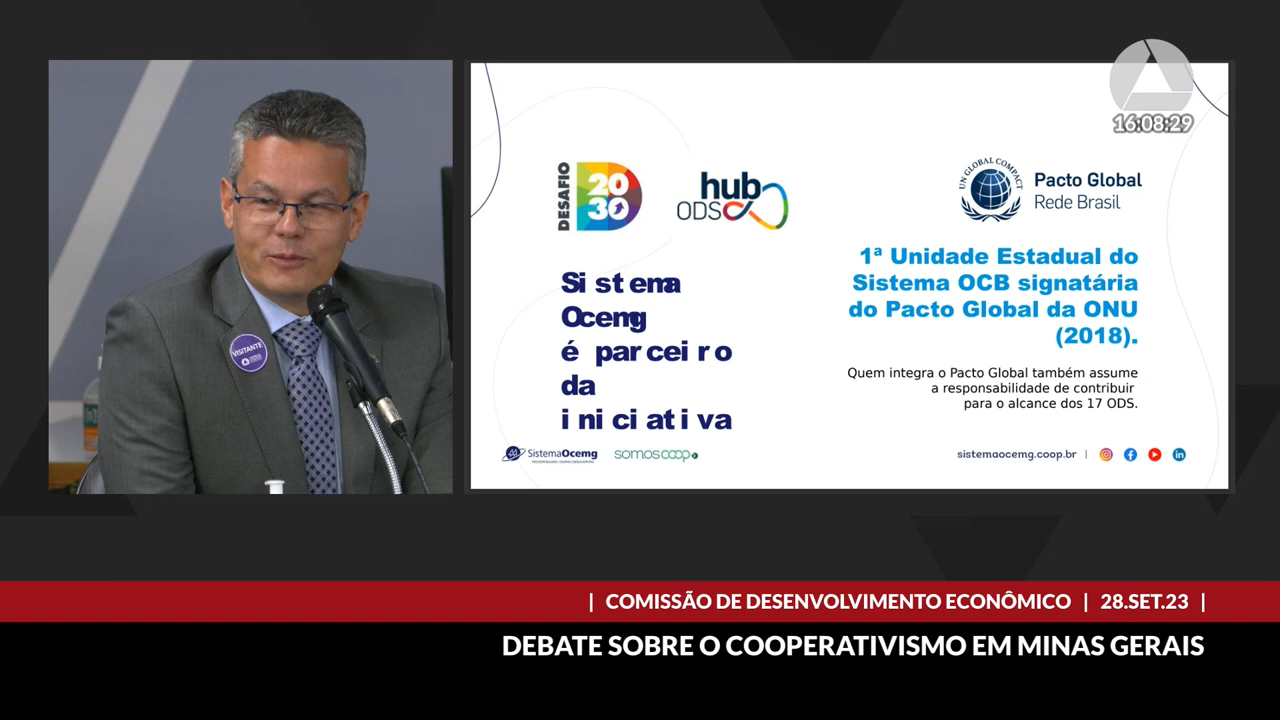 16:08:29
VISITANTE
DESAFIO
20
30
hub
ODS
UN GLOBAL COMPACT
Pacto Global
Rede Brasil
1ª Unidade Estadual do
Sistema OCB signatária
do Pacto Global da ONU
(2018).
Sistema
Ocemg
é parceiro
da
iniciativa
Quem integra o Pacto Global também assume
a responsabilidade de contribuir
para o alcance dos 17 ODS.
SistemaOcemg
somoscoop
sistemaocemg.coop.br |
| COMISSÃO DE DESENVOLVIMENTO ECONÔMICO | 28.SET.23 |
DEBATE SOBRE O COOPERATIVISMO EM MINAS GERAIS